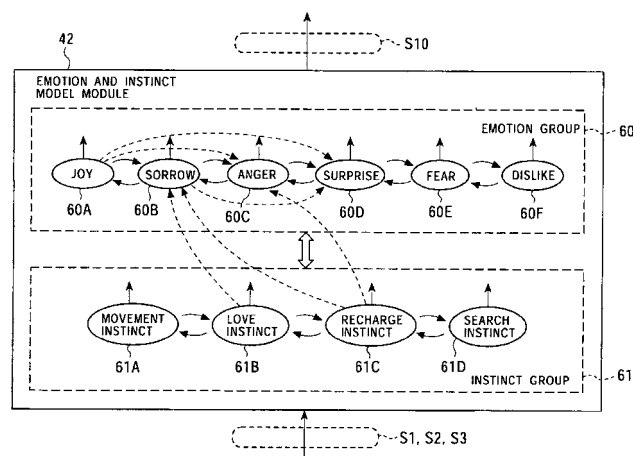 S10
42
EMOTION AND INSTINCT
MODEL MODULE
EMOTION GROUP
60
JOY
SORROW
ANGER
SURPRISE
FEAR
DISLIKE
60A
60B
60C
60D
60E
60F
MOVEMENT
INSTINCT
LOVE
INSTINCT
RECHARGE
INSTINCT
SEARCH
INSTINCT
61A
61B
61C
61D
INSTINCT GROUP
61
S1, S2, S3